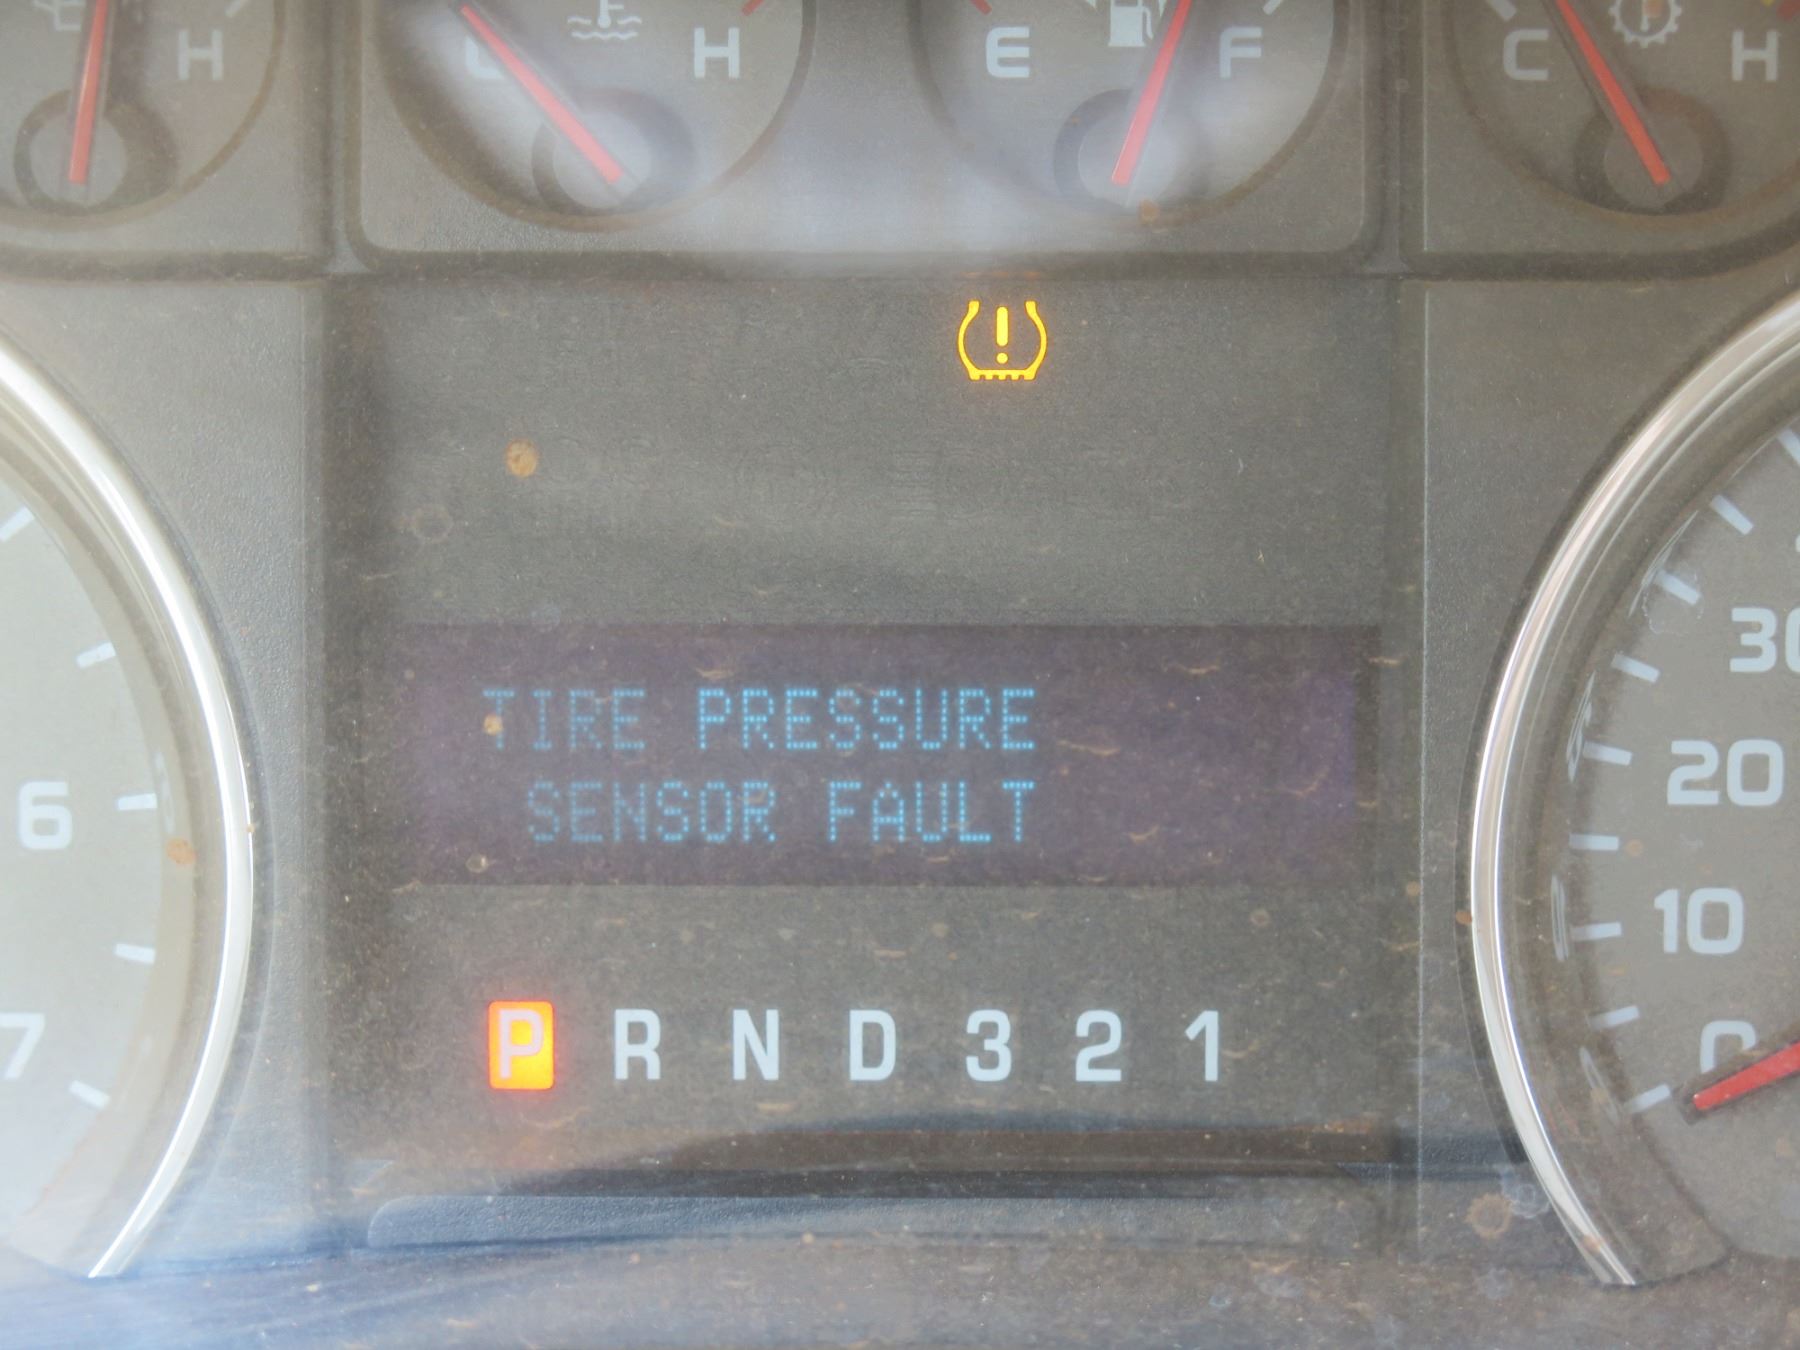 H C H E F C H
30
TIRE PRESSURE
20
SENSOR FAULT
6
10
P R N D 3 2 1
7
0